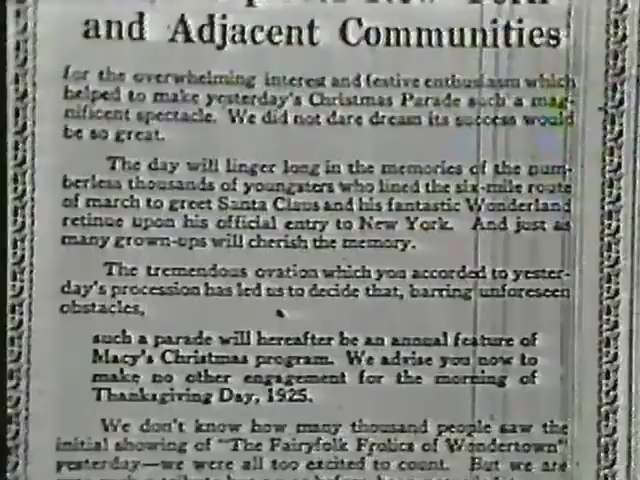 New York
and Adjacent Communities
for the overwhelming interest and festive enthusiasm which
helped to make yesterday's Christmas Parade such a mag-
nificent spectacle. We did not dare dream its success would
be so great.
The day will linger long in the memories of the num-
berless thousands of youngsters who lined the six-mile route
of march to greet Santa Claus and his fantastic Wonderland
retinue upon his official entry to New York. And just as
many grown-ups will cherish the memory.
The tremendous ovation which you accorded to yester-
day's procession has led us to decide that, barring unforeseen
obstacles,
such a parade will hereafter be an annual feature of
Macy's Christmas program. We advise you now to
make no other engagement for the morning of
Thanksgiving Day, 1925.
We don't know how many thousand people saw the
initial showing of "The Fairyfolk Frolics of Wondertown"
yesterday—we were all too excited to count. But we are